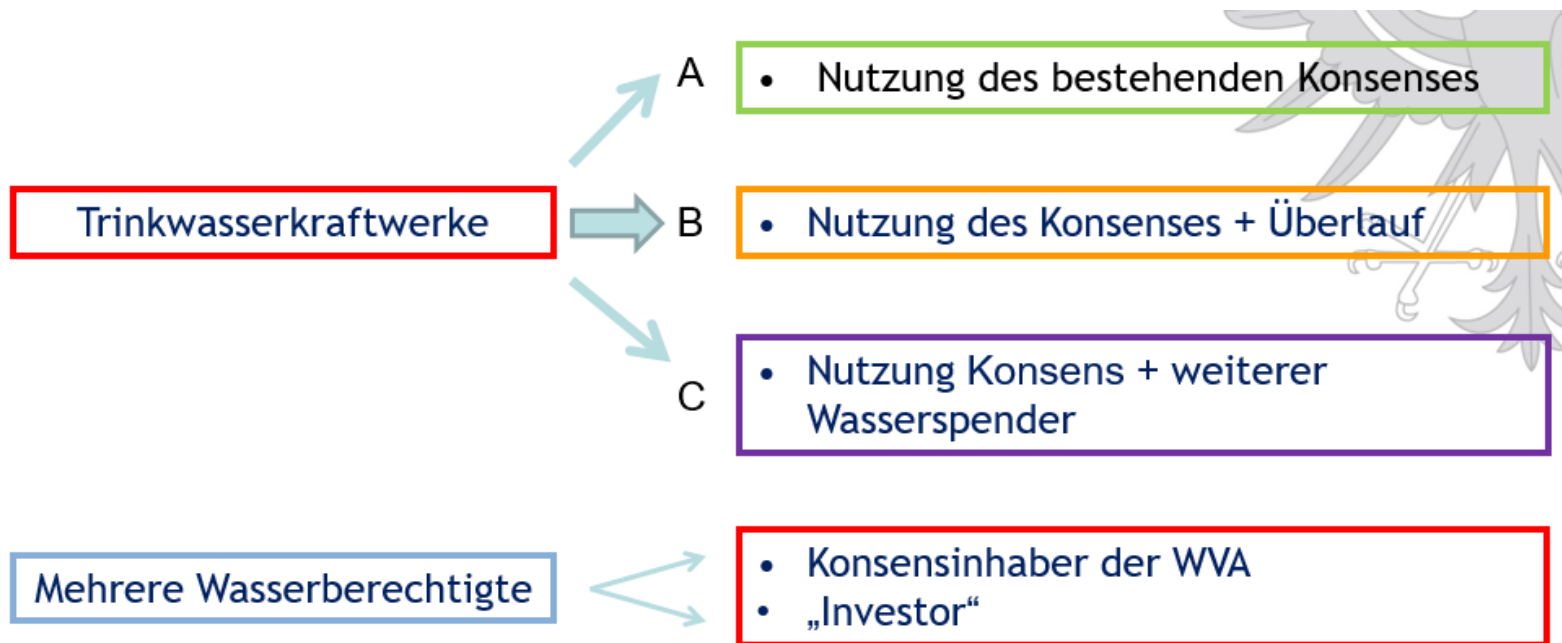 A
• Nutzung des bestehenden Konsenses
Trinkwasserkraftwerke
B
• Nutzung des Konsenses + Überlauf
C
• Nutzung Konsens + weiterer
Wasserspender
Mehrere Wasserberechtigte
• Konsensinhaber der WVA
• „Investor“